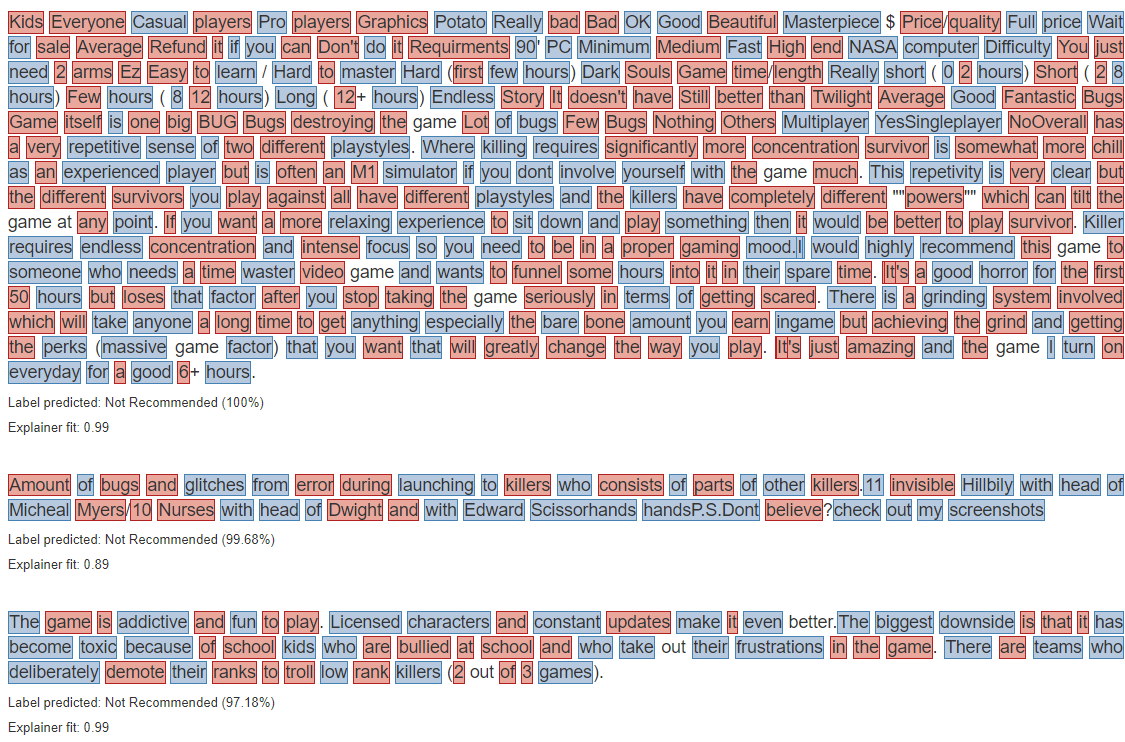 Kids Everyone Casual players Pro players Graphics Potato Really bad Bad OK Good Beautiful Masterpiece $ Price/quality Full price Wait
for sale Average Refund it if you can Don't do it Requirments 90' PC Minimum Medium Fast High end NASA computer Difficulty You just
need 2 arms Ez Easy to learn / Hard to master Hard (first few hours) Dark Souls Game time/length Really short ( 0 2 hours) Short ( 2 8
hours) Few hours ( 8 12 hours) Long ( 12+ hours) Endless Story It doesn't have Still better than Twilight Average Good Fantastic Bugs
Game itself is one big BUG Bugs destroying the game Lot of bugs Few Bugs Nothing Others Multiplayer YesSingleplayer NoOverall has
a very repetitive sense of two different playstyles. Where killing requires significantly more concentration survivor is somewhat more chill
as an experienced player but is often an M1 simulator if you dont involve yourself with the game much. This repetivity is very clear but
the different survivors you play against all have different playstyles and the killers have completely different ""powers"" which can tilt the
game at any point. If you want a more relaxing experience to sit down and play something then it would be better to play survivor. Killer
requires endless concentration and intense focus so you need to be in a proper gaming mood.I would highly recommend this game to
someone who needs a time waster video game and wants to funnel some hours into it in their spare time. It's a good horror for the first
50 hours but loses that factor after you stop taking the game seriously in terms of getting scared. There is a grinding system involved
which will take anyone a long time to get anything especially the bare bone amount you earn ingame but achieving the grind and getting
the perks (massive game factor) that you want that will greatly change the way you play. It's just amazing and the game I turn on
everyday for a good 6+ hours.
Label predicted: Not Recommended (100%)
Explainer fit: 0.99
Amount of bugs and glitches from error during launching to killers who consists of parts of other killers.11 invisible Hillbily with head of
Micheal Myers/10 Nurses with head of Dwight and with Edward Scissorhands handsP.S.Dont believe?check out my screenshots
Label predicted: Not Recommended (99.68%)
Explainer fit: 0.89
The game is addictive and fun to play. Licensed characters and constant updates make it even better.The biggest downside is that it has
become toxic because of school kids who are bullied at school and who take out their frustrations in the game. There are teams who
deliberately demote their ranks to troll low rank killers (2 out of 3 games).
Label predicted: Not Recommended (97.18%)
Explainer fit: 0.99